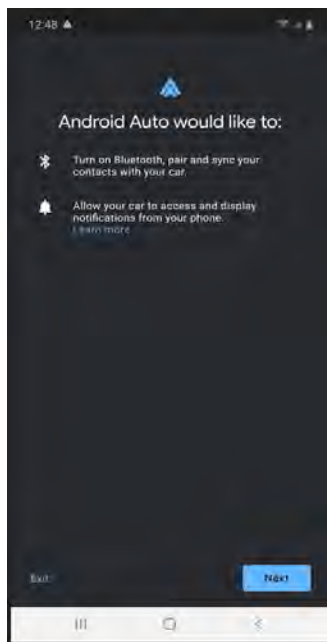 12:48
Android Auto would like to:
Turn on Bluetooth, pair and sync your
contacts with your car.
Allow your car to access and display
notifications from your phone.
Learn more
Exit
Next